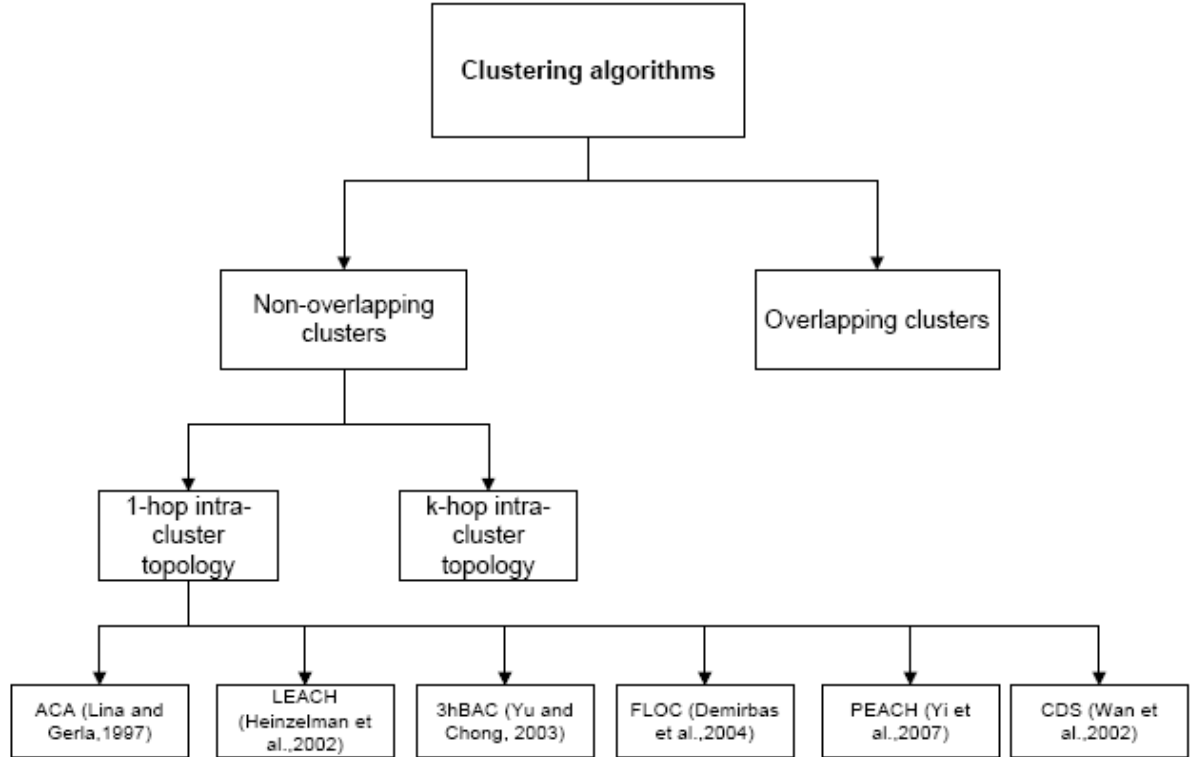 Clustering algorithms
Non-overlapping
clusters
Overlapping clusters
1-hop intra-
cluster
topology
k-hop intra-
cluster
topology
ACA (Lina and
Gerla,1997)
LEACH
(Heinzelman et
al.,2002)
3hBAC (Yu and
Chong, 2003)
FLOC (Demirbas
et al.,2004)
PEACH (Yi et
al.,2007)
CDS (Wan et
al.,2002)